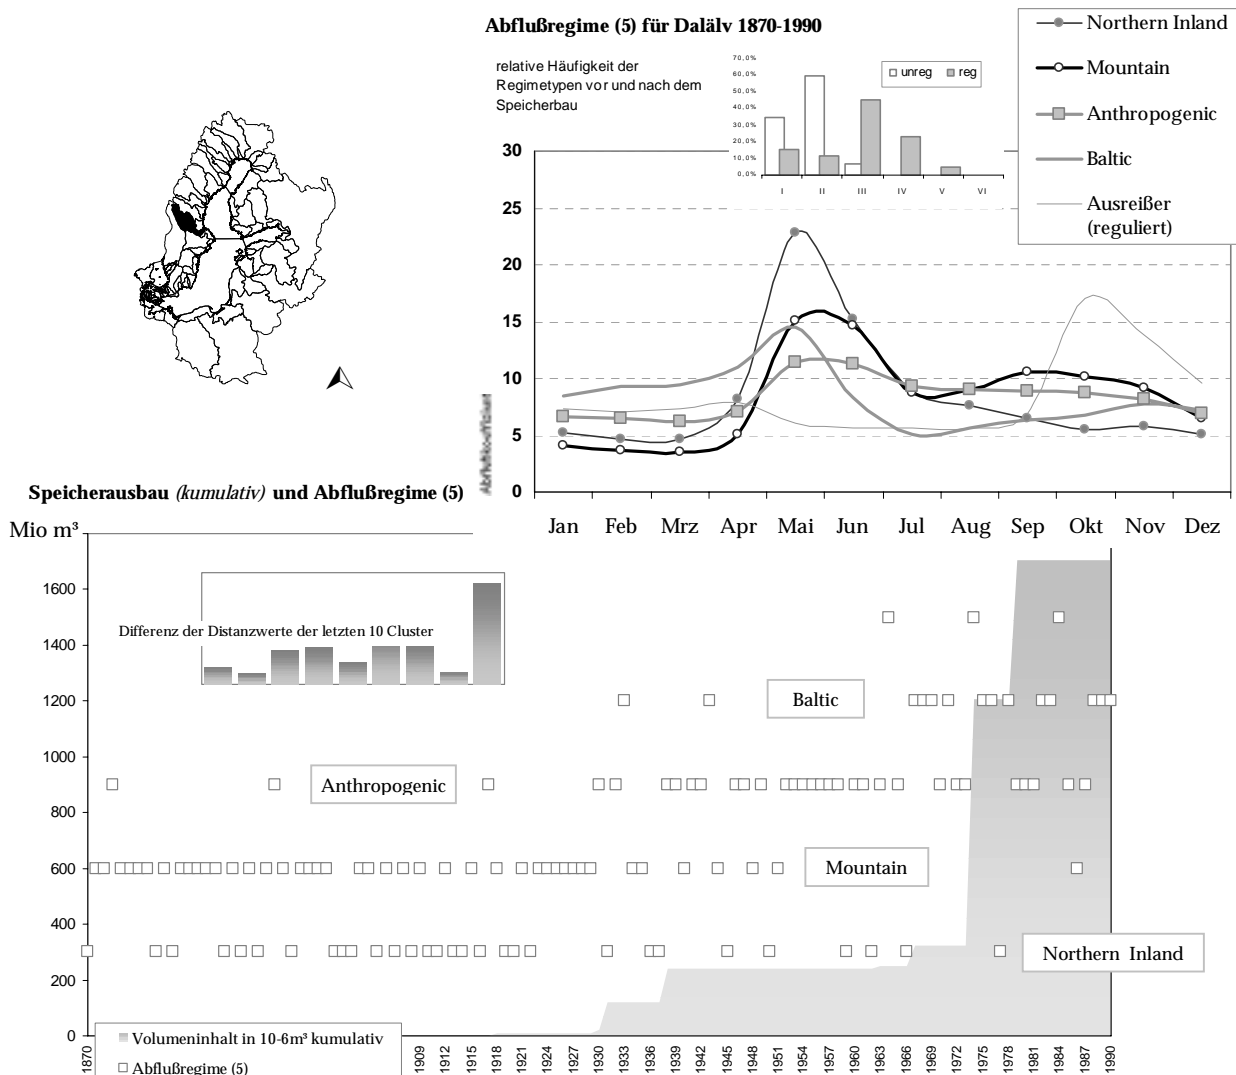 Abflußregime (5) für Dalälv 1870-1990
relative Häufigkeit der
Regimetypen vor und nach dem
Speicherbau
70,0%
60,0%
50,0%
40,0%
30,0%
20,0%
10,0%
0,0%
unreg reg
I II III IV V VI
Northern Inland
Mountain
Anthropogenic
Baltic
Ausreißer
(reguliert)
30
25
20
15
10
5
0
Abflußkoeffizient
Jan Feb Mrz Apr Mai Jun Jul Aug Sep Okt Nov Dez
Speicherausbau (kumulativ) und Abflußregime (5)
Mio m³
1600
1400
1200
1000
800
600
400
200
0
Differenz der Distanzwerte der letzten 10 Cluster
Baltic
Anthropogenic
Mountain
Northern Inland
Volumeninhalt in 10-6m³ kumulativ
Abflußregime (5)
1870 1909 1912 1915 1918 1921 1924 1927 1930 1933 1936 1939 1942 1945 1948 1951 1954 1957 1960 1963 1966 1969 1972 1975 1978 1981 1984 1987 1990